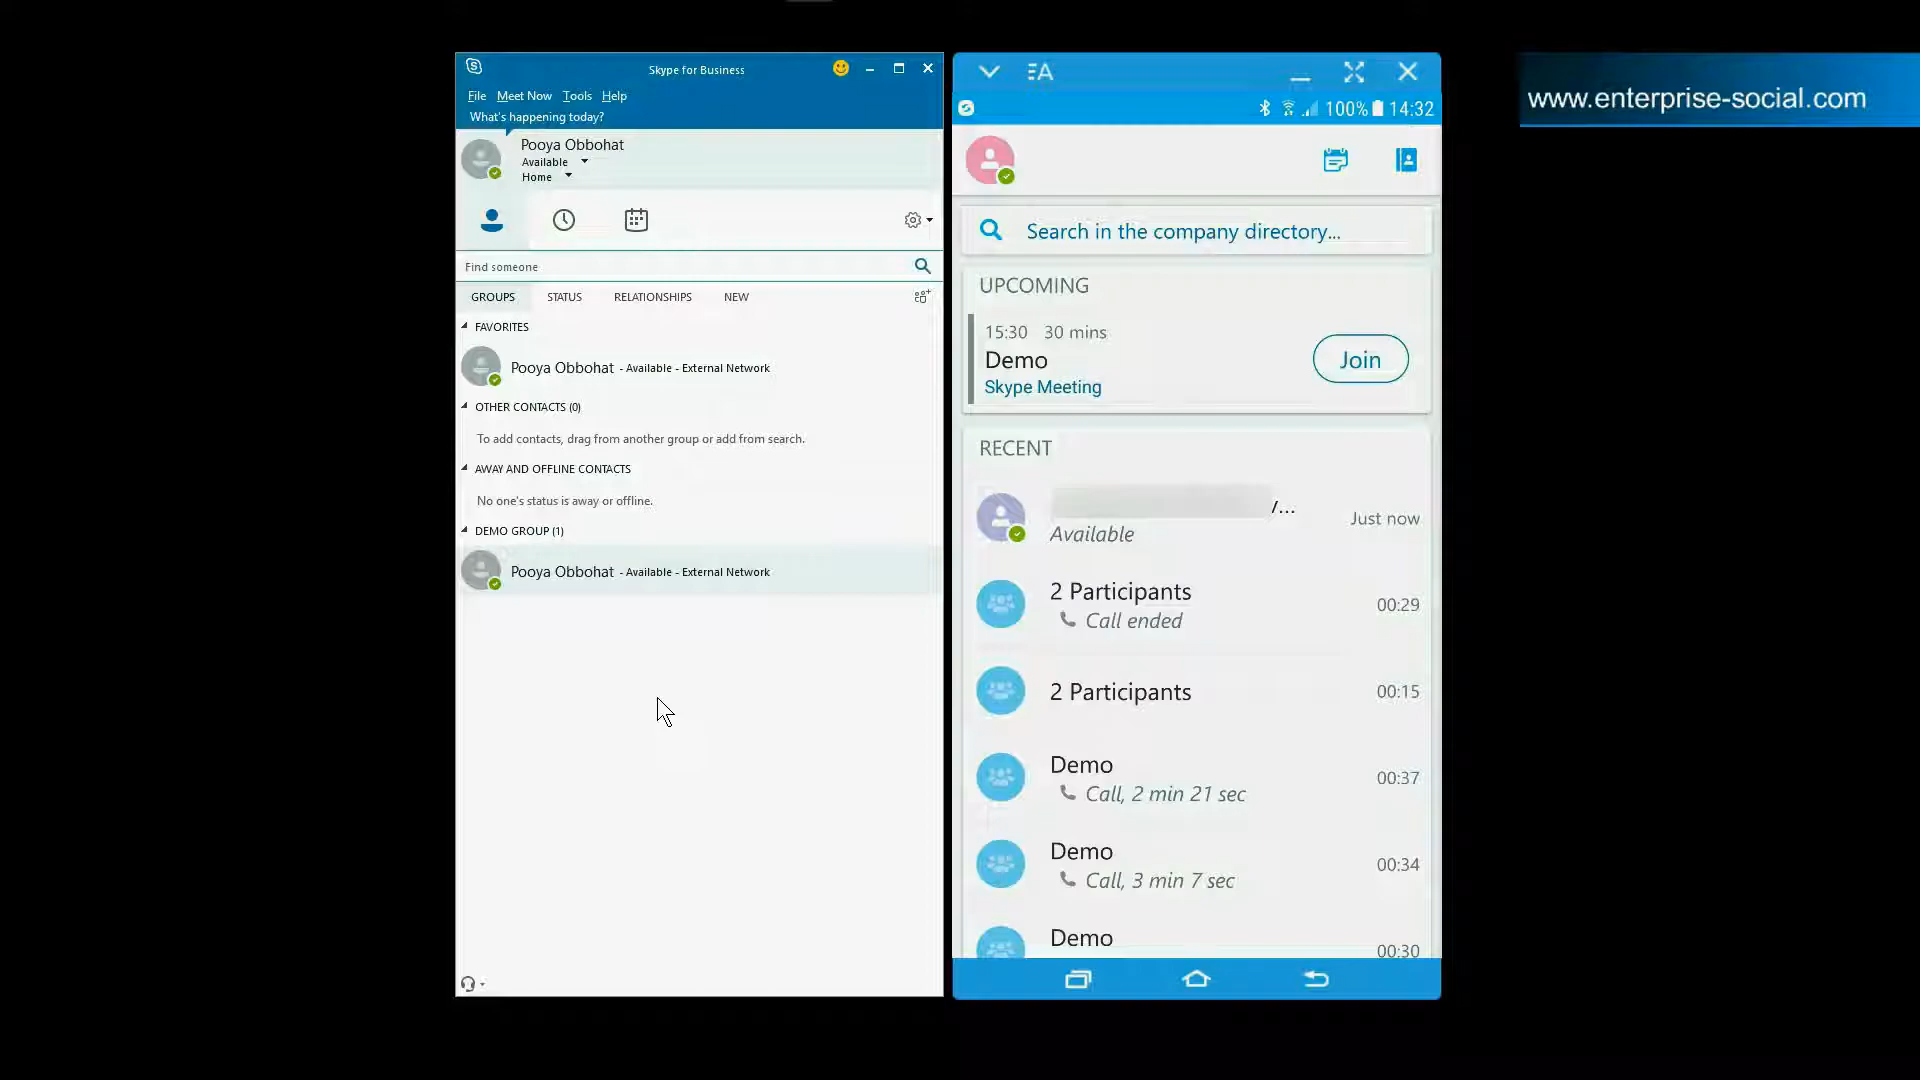 Skype for Business
File Meet Now Tools Help
What's happening today?
Pooya Obbohat
Available
Home
Find someone
GROUPS STATUS RELATIONSHIPS NEW
FAVORITES
Pooya Obbohat - Available - External Network
OTHER CONTACTS (0)
To add contacts, drag from another group or add from search.
AWAY AND OFFLINE CONTACTS
No one's status is away or offline.
DEMO GROUP (1)
Pooya Obbohat - Available - External Network
A
100% 14:32
Search in the company directory...
UPCOMING
15:30 30 mins
Demo
Skype Meeting
Join
RECENT
/...
Available
Just now
2 Participants
Call ended
00:29
2 Participants
00:15
Demo
Call, 2 min 21 sec
00:37
Demo
Call, 3 min 7 sec
00:34
Demo
00:30
www.enterprise-social.com